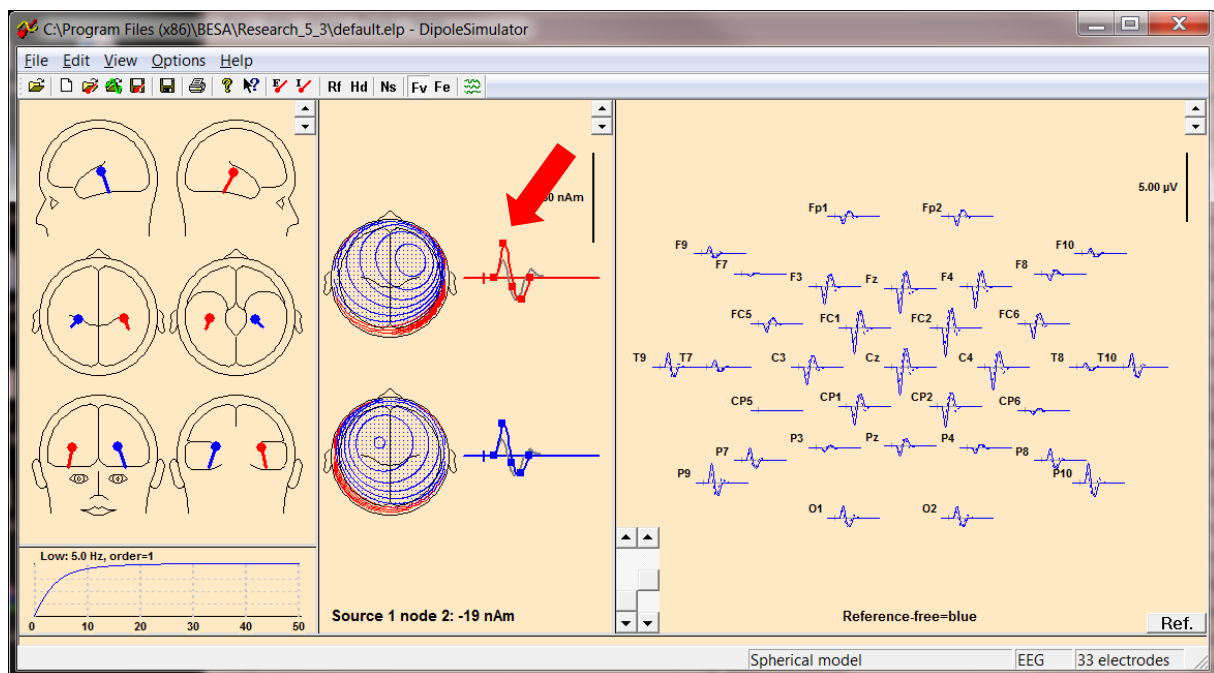 C:\Program Files (x86)\BESA\Research_5_3\default.elp - DipoleSimulator
File Edit View Options Help
Rf Hd Ns Fv Fe
0 nAm
5.00 µV
Fp1 Fp2
F9 F10
F7 F8
F3 Fz F4
FC5 FC1 FC2 FC6
T9 T7 C3 Cz C4 T8 T10
CP5 CP1 CP2 CP6
P7 P3 Pz P4 P8
P9 P10
O1 O2
Low: 5.0 Hz, order=1
0 10 20 30 40 50
Source 1 node 2: -19 nAm
Reference-free=blue
Ref.
Spherical model EEG 33 electrodes